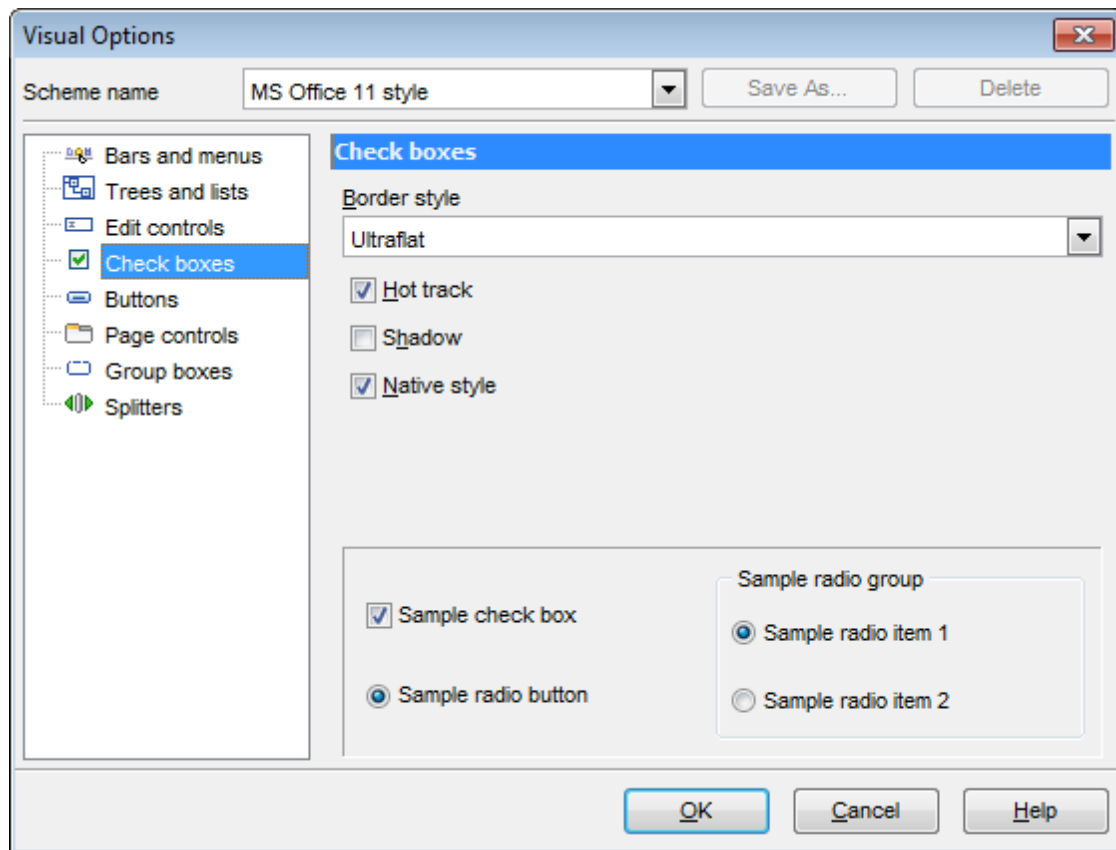 Visual Options
Scheme name MS Office 11 style Save As... Delete
Bars and menus
Trees and lists
Edit controls
Check boxes
Buttons
Page controls
Group boxes
Splitters
Check boxes
Border style
Ultraflat
Hot track
Shadow
Native style
Sample check box
Sample radio button
Sample radio group
Sample radio item 1
Sample radio item 2
OK Cancel Help